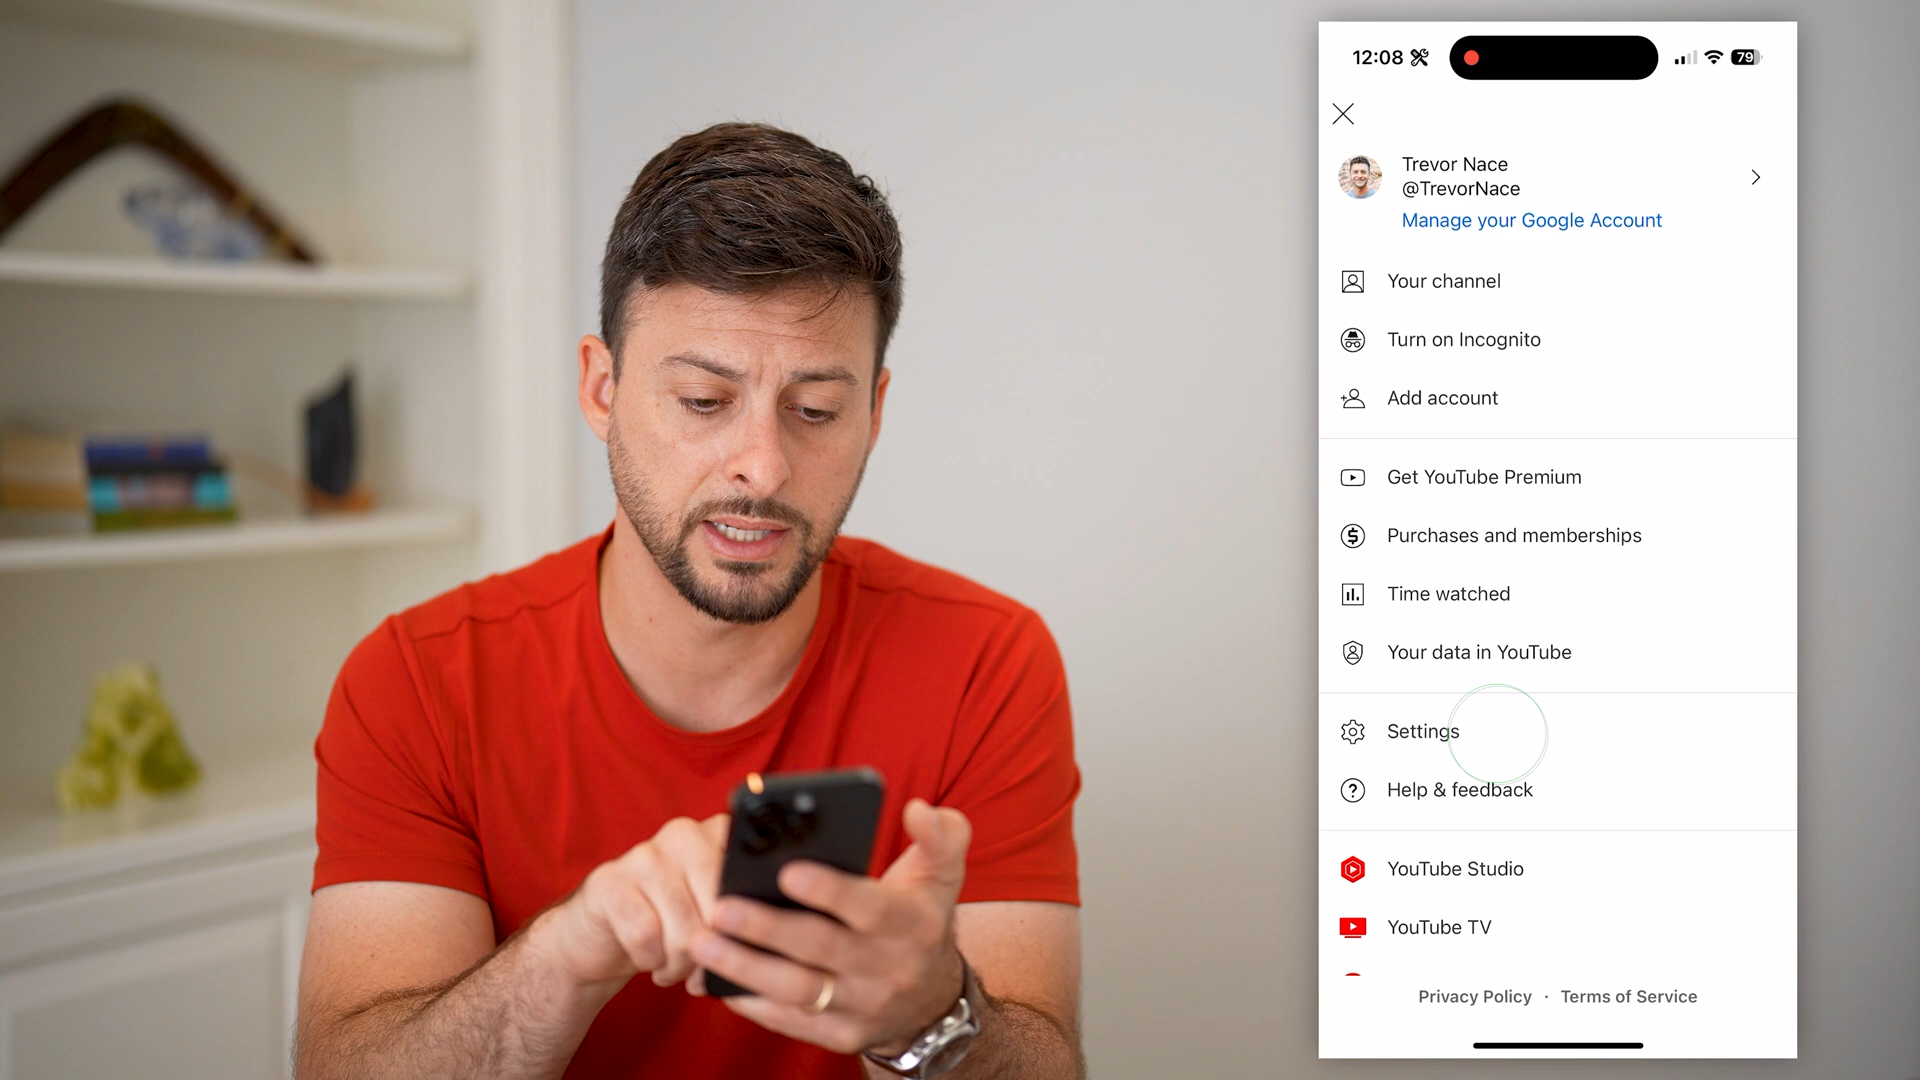 12:08
79
Trevor Nace
@TrevorNace
Manage your Google Account
Your channel
Turn on Incognito
Add account
Get YouTube Premium
Purchases and memberships
Time watched
Your data in YouTube
Settings
Help & feedback
YouTube Studio
YouTube TV
Privacy Policy · Terms of Service